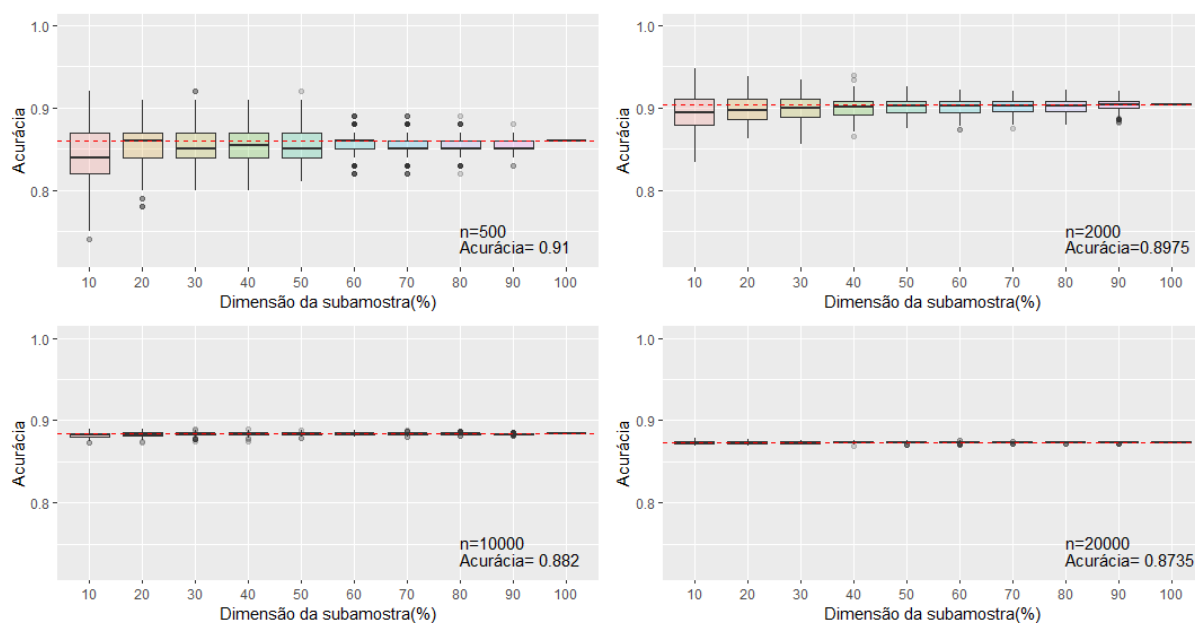 1.0
0.9
0.8
Acurácia
n=500
Acurácia= 0.91
10 20 30 40 50 60 70 80 90 100
Dimensão da subamostra(%)
1.0
0.9
0.8
Acurácia
n=2000
Acurácia=0.8975
10 20 30 40 50 60 70 80 90 100
Dimensão da subamostra(%)
1.0
0.9
0.8
Acurácia
n=10000
Acurácia= 0.882
10 20 30 40 50 60 70 80 90 100
Dimensão da subamostra(%)
1.0
0.9
0.8
Acurácia
n=20000
Acurácia= 0.8735
10 20 30 40 50 60 70 80 90 100
Dimensão da subamostra(%)